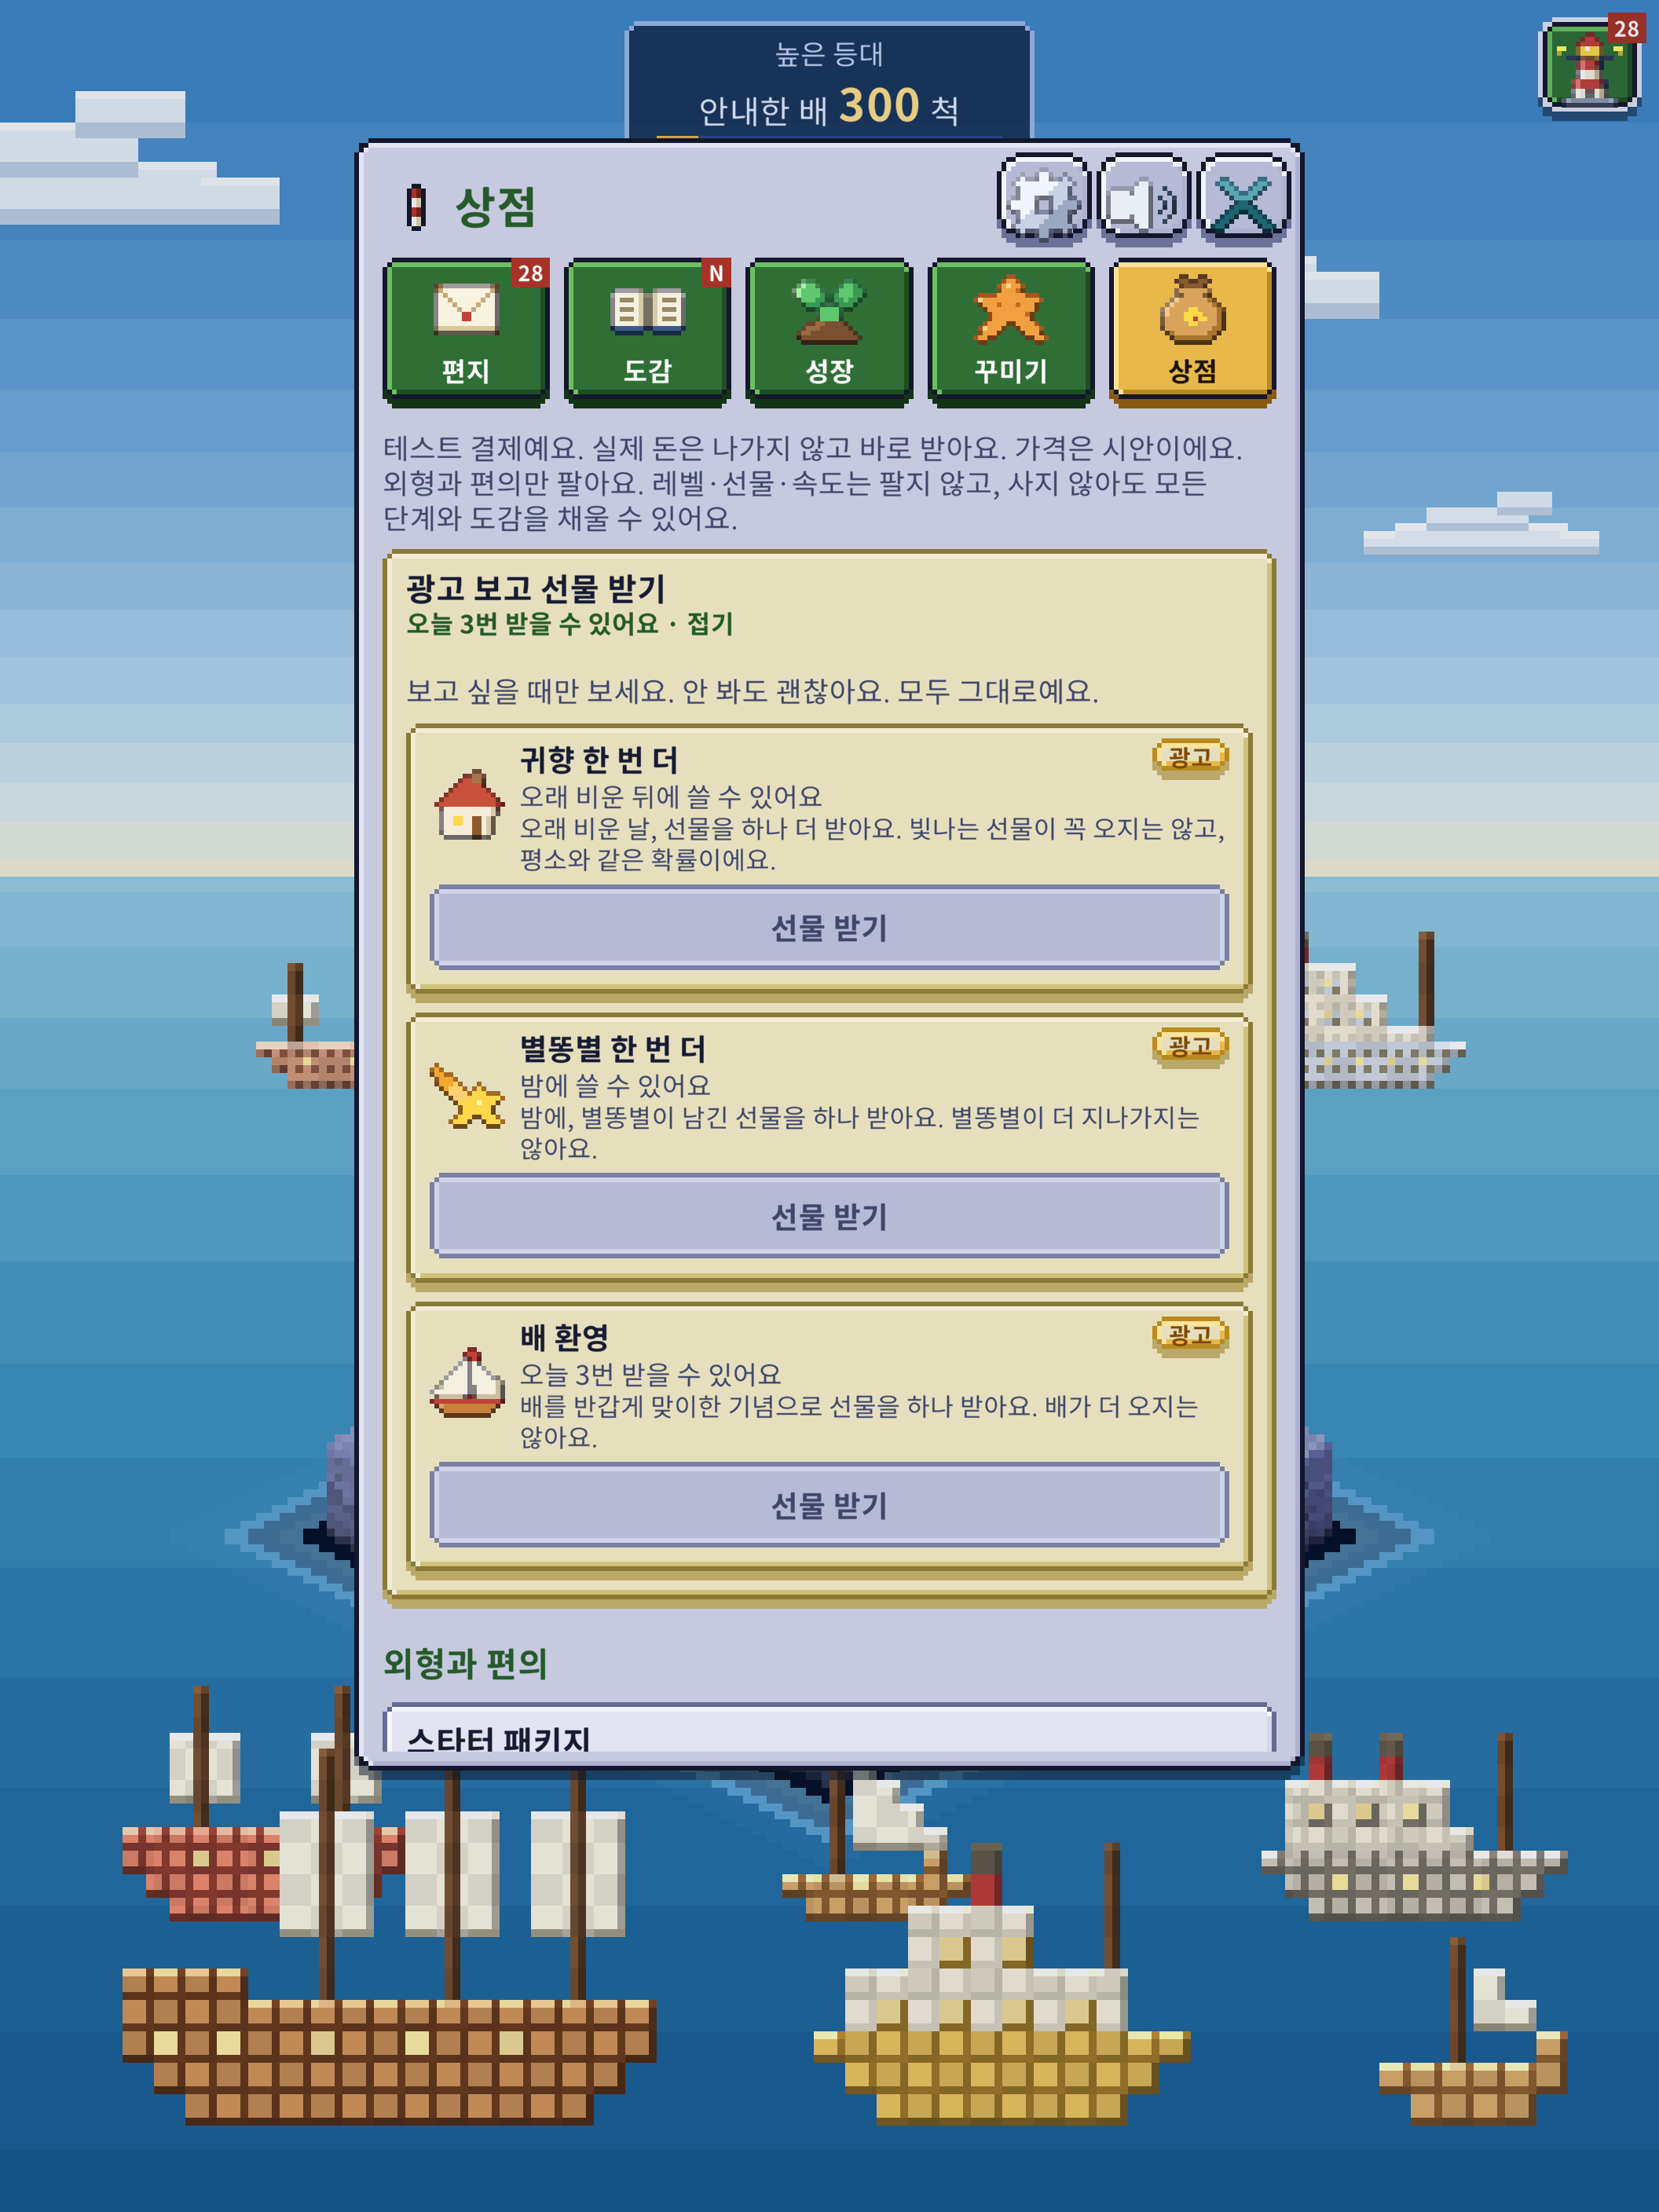 높은 등대
안내한 배 300 척
28
상점
28
N
편지
도감
성장
꾸미기
상점
테스트 결제예요. 실제 돈은 나가지 않고 바로 받아요. 가격은 시안이에요.
외형과 편의만 팔아요. 레벨·선물·속도는 팔지 않고, 사지 않아도 모든
단계와 도감을 채울 수 있어요.
광고 보고 선물 받기
오늘 3번 받을 수 있어요 · 접기
보고 싶을 때만 보세요. 안 봐도 괜찮아요. 모두 그대로예요.
귀향 한 번 더
광고
오래 비운 뒤에 쓸 수 있어요
오래 비운 날, 선물을 하나 더 받아요. 빛나는 선물이 꼭 오지는 않고,
평소와 같은 확률이에요.
선물 받기
별똥별 한 번 더
광고
밤에 쓸 수 있어요
밤에, 별똥별이 남긴 선물을 하나 받아요. 별똥별이 더 지나가지는
않아요.
선물 받기
배 환영
광고
오늘 3번 받을 수 있어요
배를 반갑게 맞이한 기념으로 선물을 하나 받아요. 배가 더 오지는
않아요.
선물 받기
외형과 편의
스타터 패키지